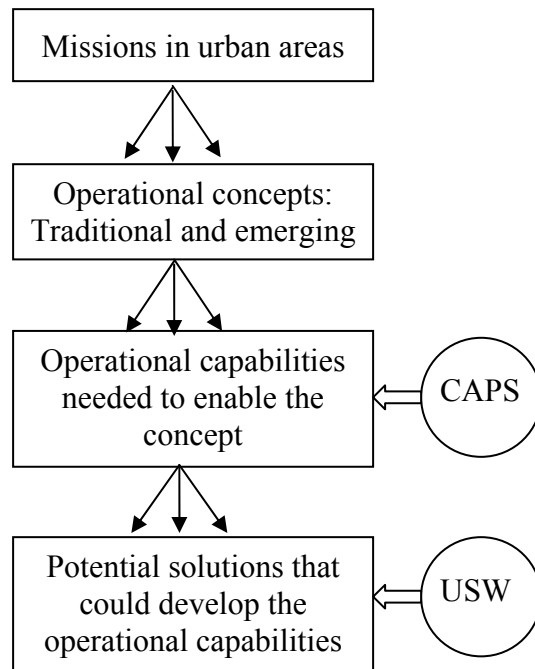 Missions in urban areas
Operational concepts:
Traditional and emerging
Operational capabilities
needed to enable the
concept
CAPS
Potential solutions that
could develop the
operational capabilities
USW